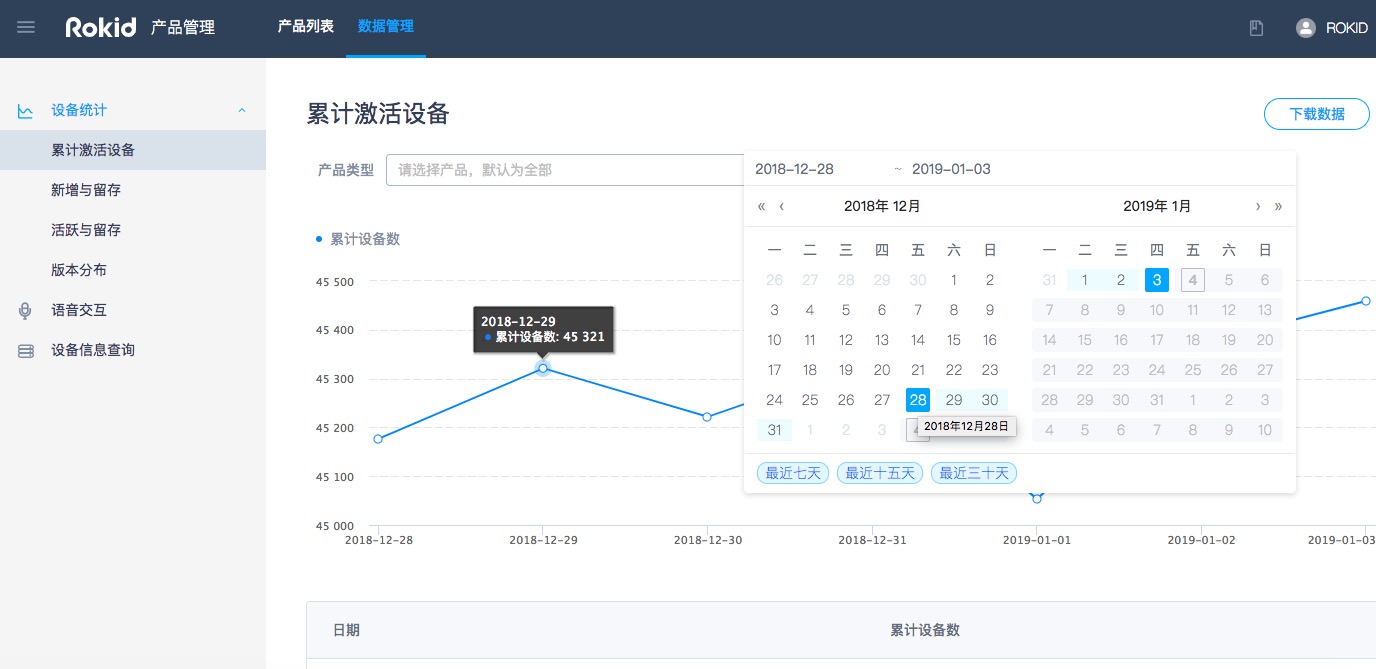 Rokid 产品管理 产品列表 数据管理 ROKID
设备统计
累计激活设备
新增与留存
活跃与留存
版本分布
语音交互
设备信息查询
累计激活设备
下载数据
产品类型 请选择产品，默认为全部
2018-12-28 ~ 2019-01-03
« ‹ 2018年 12月 2019年 1月 › »
一 二 三 四 五 六 日 一 二 三 四 五 六 日
26 27 28 29 30 1 2 31 1 2 3 4 5 6
3 4 5 6 7 8 9 7 8 9 10 11 12 13
10 11 12 13 14 15 16 14 15 16 17 18 19 20
17 18 19 20 21 22 23 21 22 23 24 25 26 27
24 25 26 27 28 29 30 28 29 30 31 1 2 3
31 1 2 3 4 5 6 7 8 9 10
2018年12月28日
最近七天 最近十五天 最近三十天
累计设备数
45 500
45 400
45 300
45 200
45 100
45 000
2018-12-29
累计设备数: 45 321
2018-12-28 2018-12-29 2018-12-30 2018-12-31 2019-01-01 2019-01-02 2019-01-03
日期 累计设备数